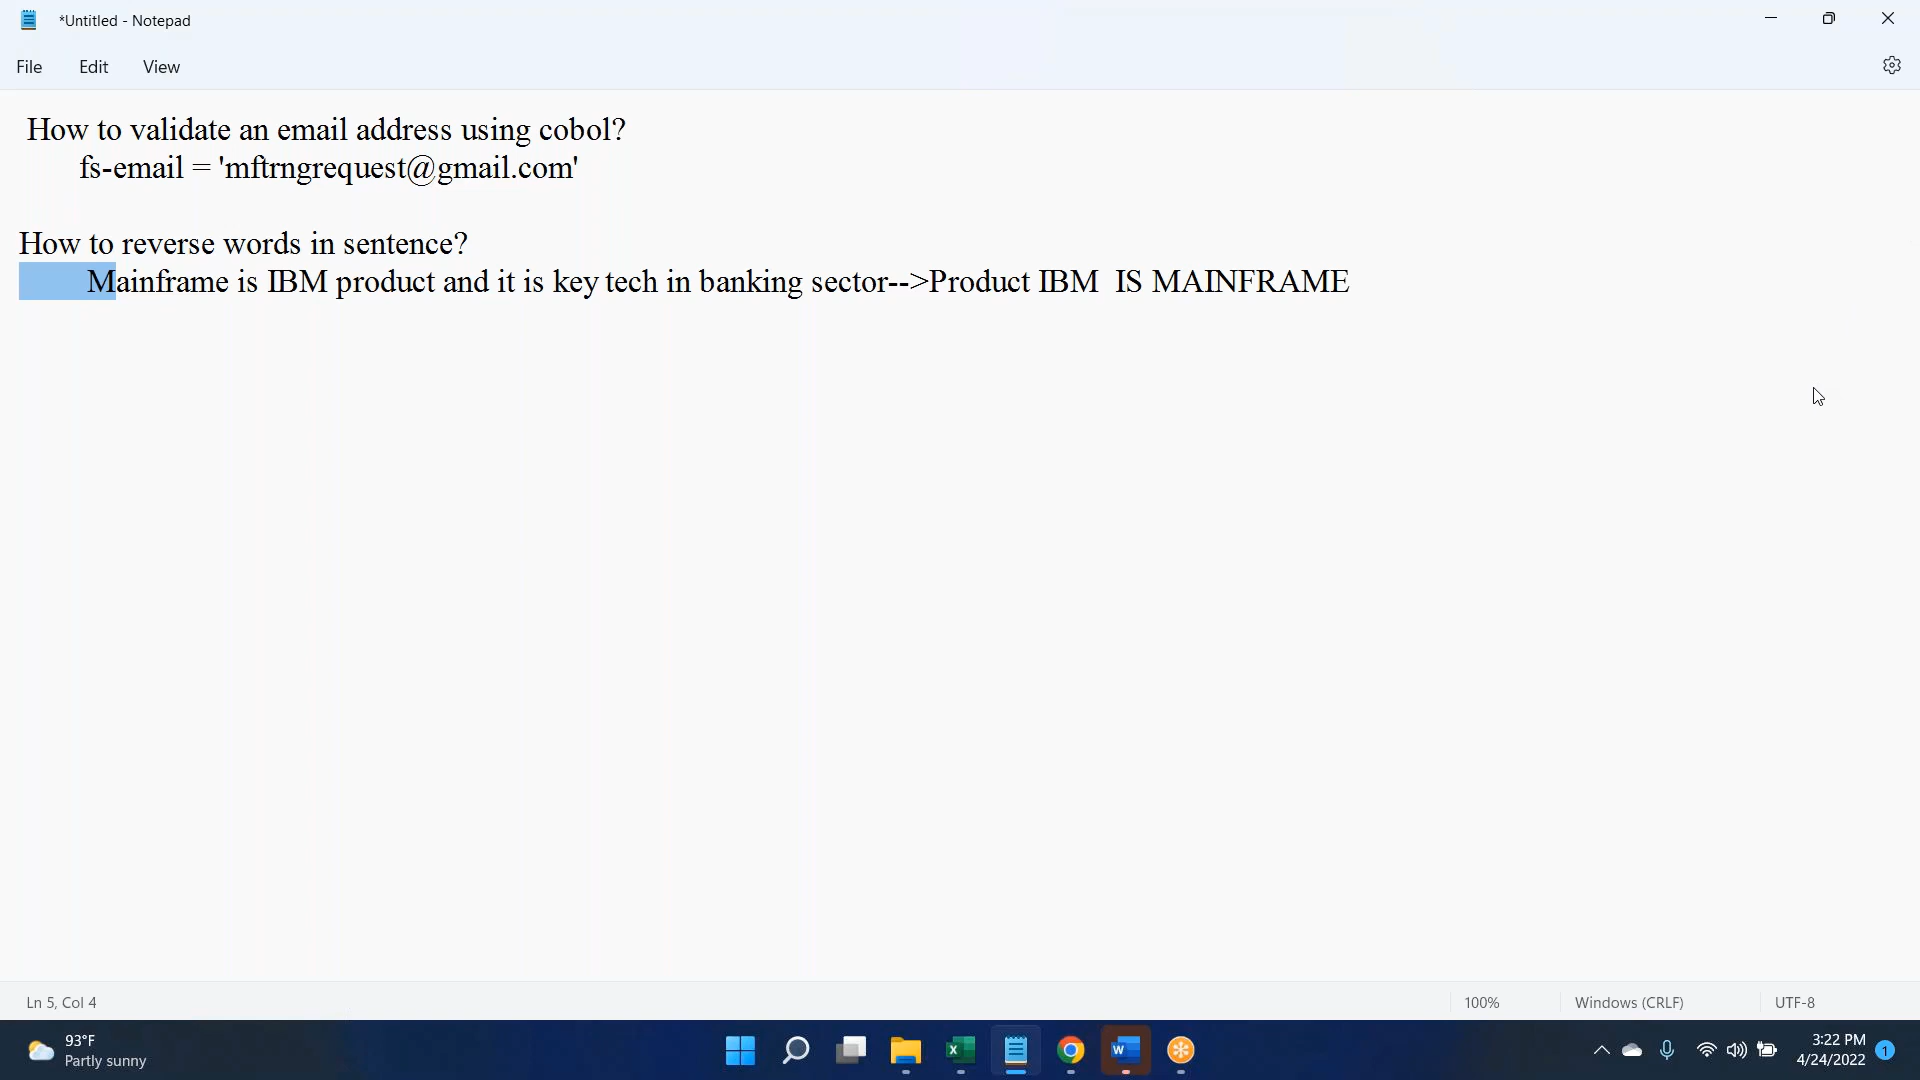 *Untitled - Notepad
File Edit View
How to validate an email address using cobol?
fs-email = 'mftrngrequest@gmail.com'
How to reverse words in sentence?
Mainframe is IBM product and it is key tech in banking sector-->Product IBM  IS MAINFRAME
Ln 5, Col 4 100% Windows (CRLF) UTF-8
93°F
Partly sunny
3:22 PM
4/24/2022 1